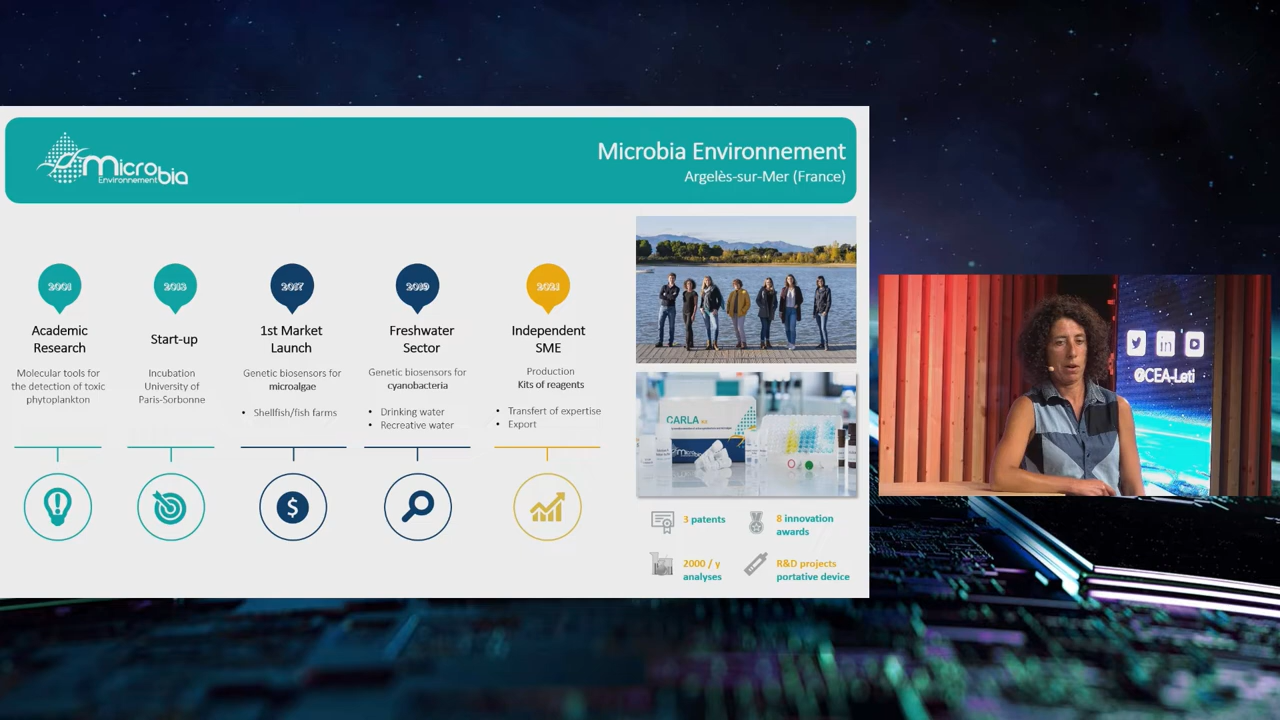 Microbia
Environnement
Microbia Environnement
Argelès-sur-Mer (France)
2001
Academic
Research
Molecular tools for
the detection of toxic
phytoplankton
2013
Start-up
Incubation
University of
Paris-Sorbonne
2017
1st Market
Launch
Genetic biosensors for
microalgae
• Shellfish/fish farms
2019
Freshwater
Sector
Genetic biosensors for
cyanobacteria
• Drinking water
• Recreative water
2021
Independent
SME
Production
Kits of reagents
• Transfert of expertise
• Export
$
CARLA
Microbia
3 patents
8 innovation
awards
2000 / y
analyses
R&D projects
portative device
in
@CEA-Leti